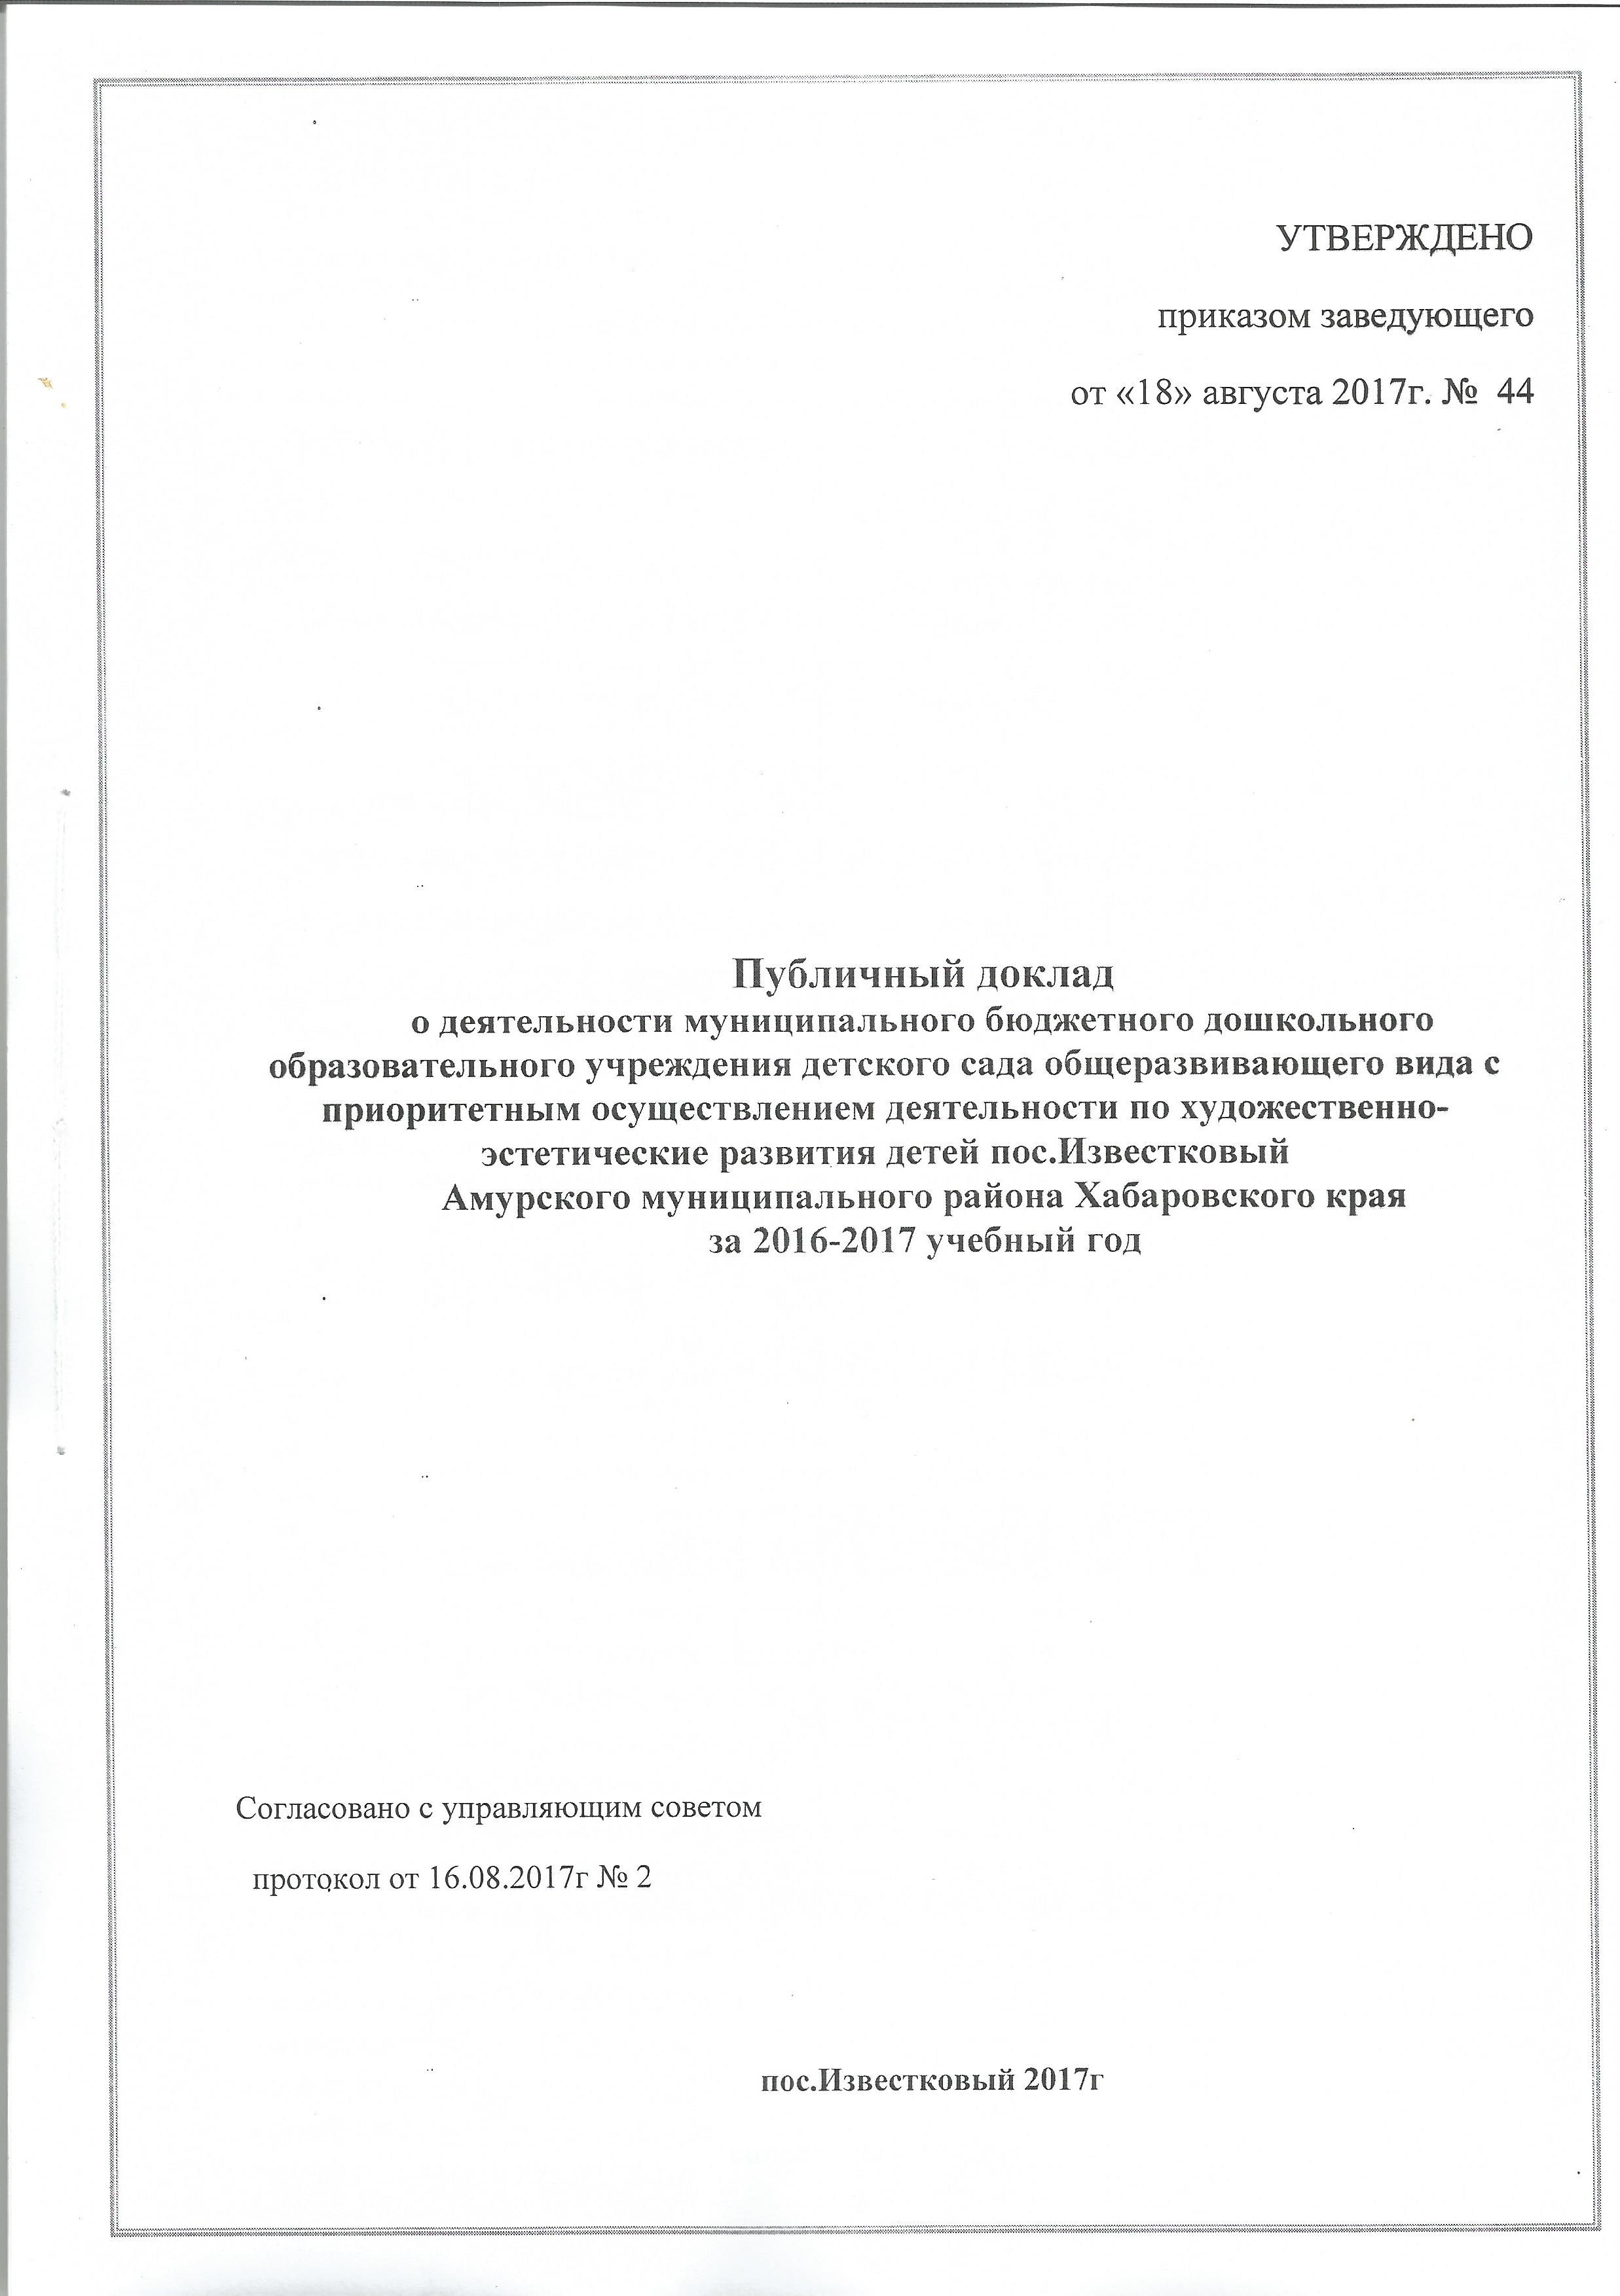 УТВЕРЖДЕНО
приказом заведующего
от «18» августа 2017г. № 44
Публичный доклад
о деятельности муниципального бюджетного дошкольного
образовательного учреждения детского сада общеразвивающего вида с
приоритетным осуществлением деятельности по художественно-
эстетические развития детей пос.Известковый
Амурского муниципального района Хабаровского края
за 2016-2017 учебный год
Согласовано с управляющим советом
протокол от 16.08.2017г № 2
пос.Известковый 2017г